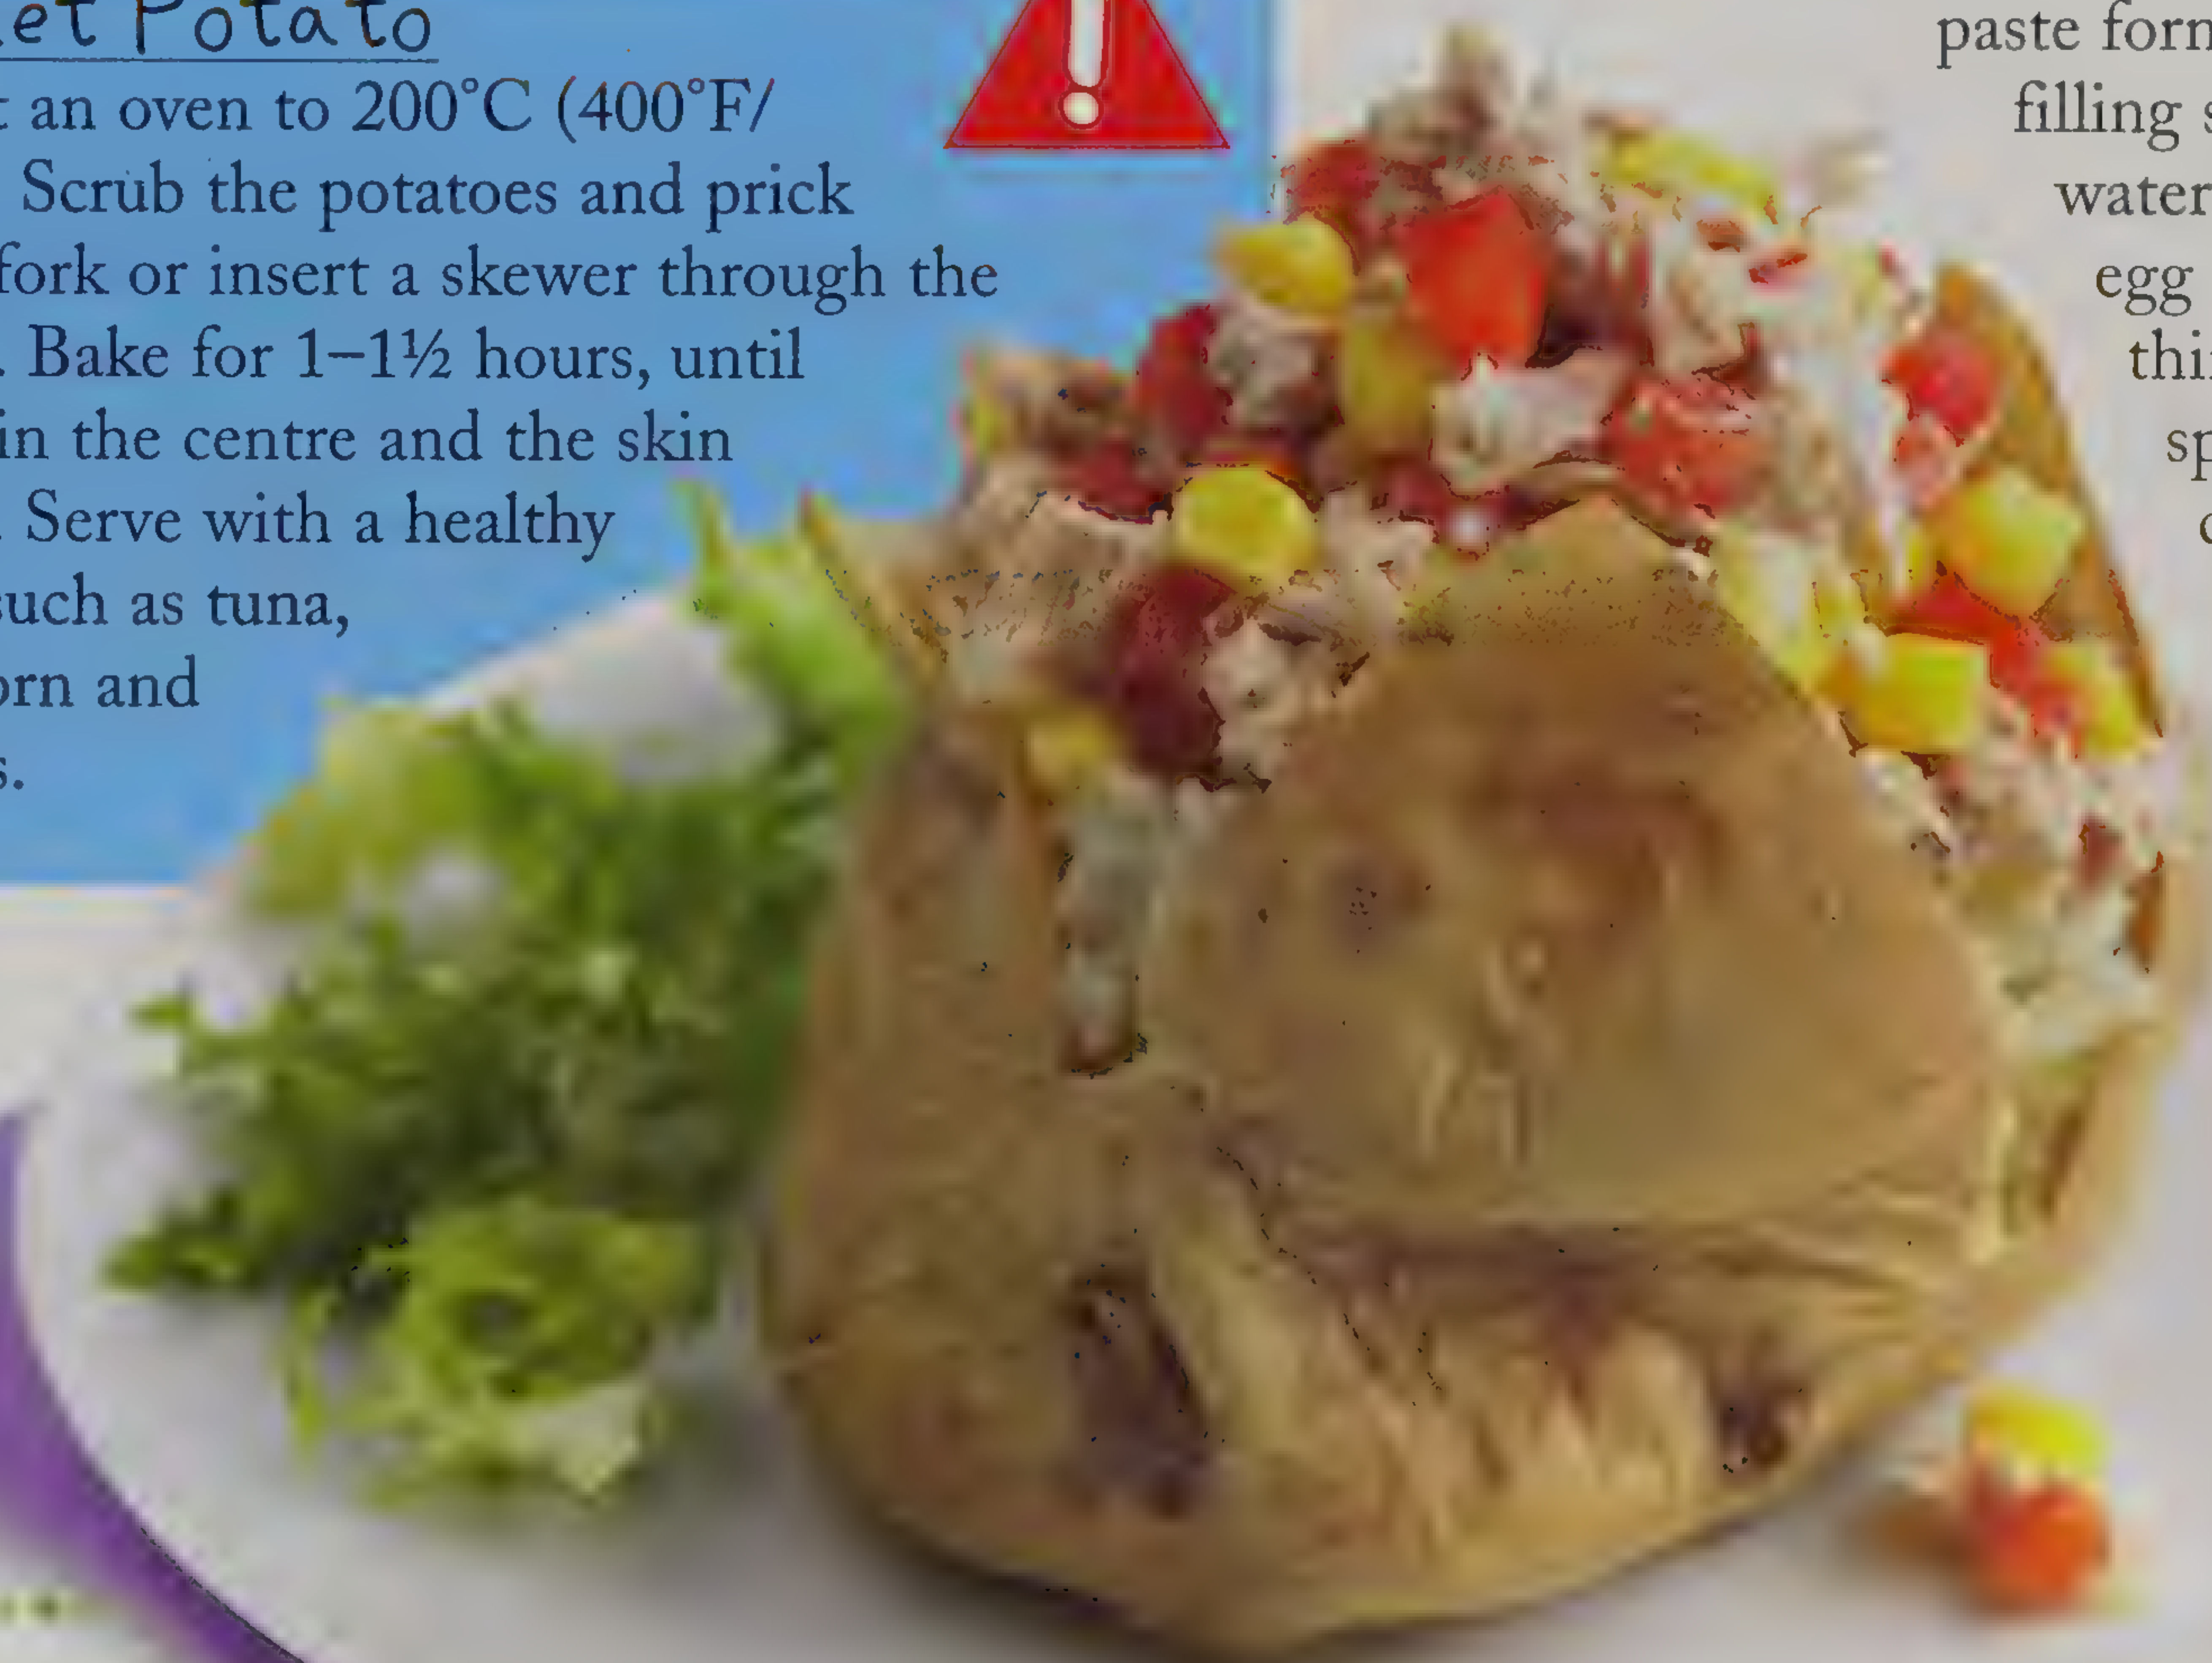 et Potato
an oven to 200°C (400°F/
Scrub the potatoes and prick
fork or insert a skewer through the
. Bake for 1–1½ hours, until
in the centre and the skin
. Serve with a healthy
such as tuna,
orn and
s.
!
paste form
filling s
water
egg
thi
sp